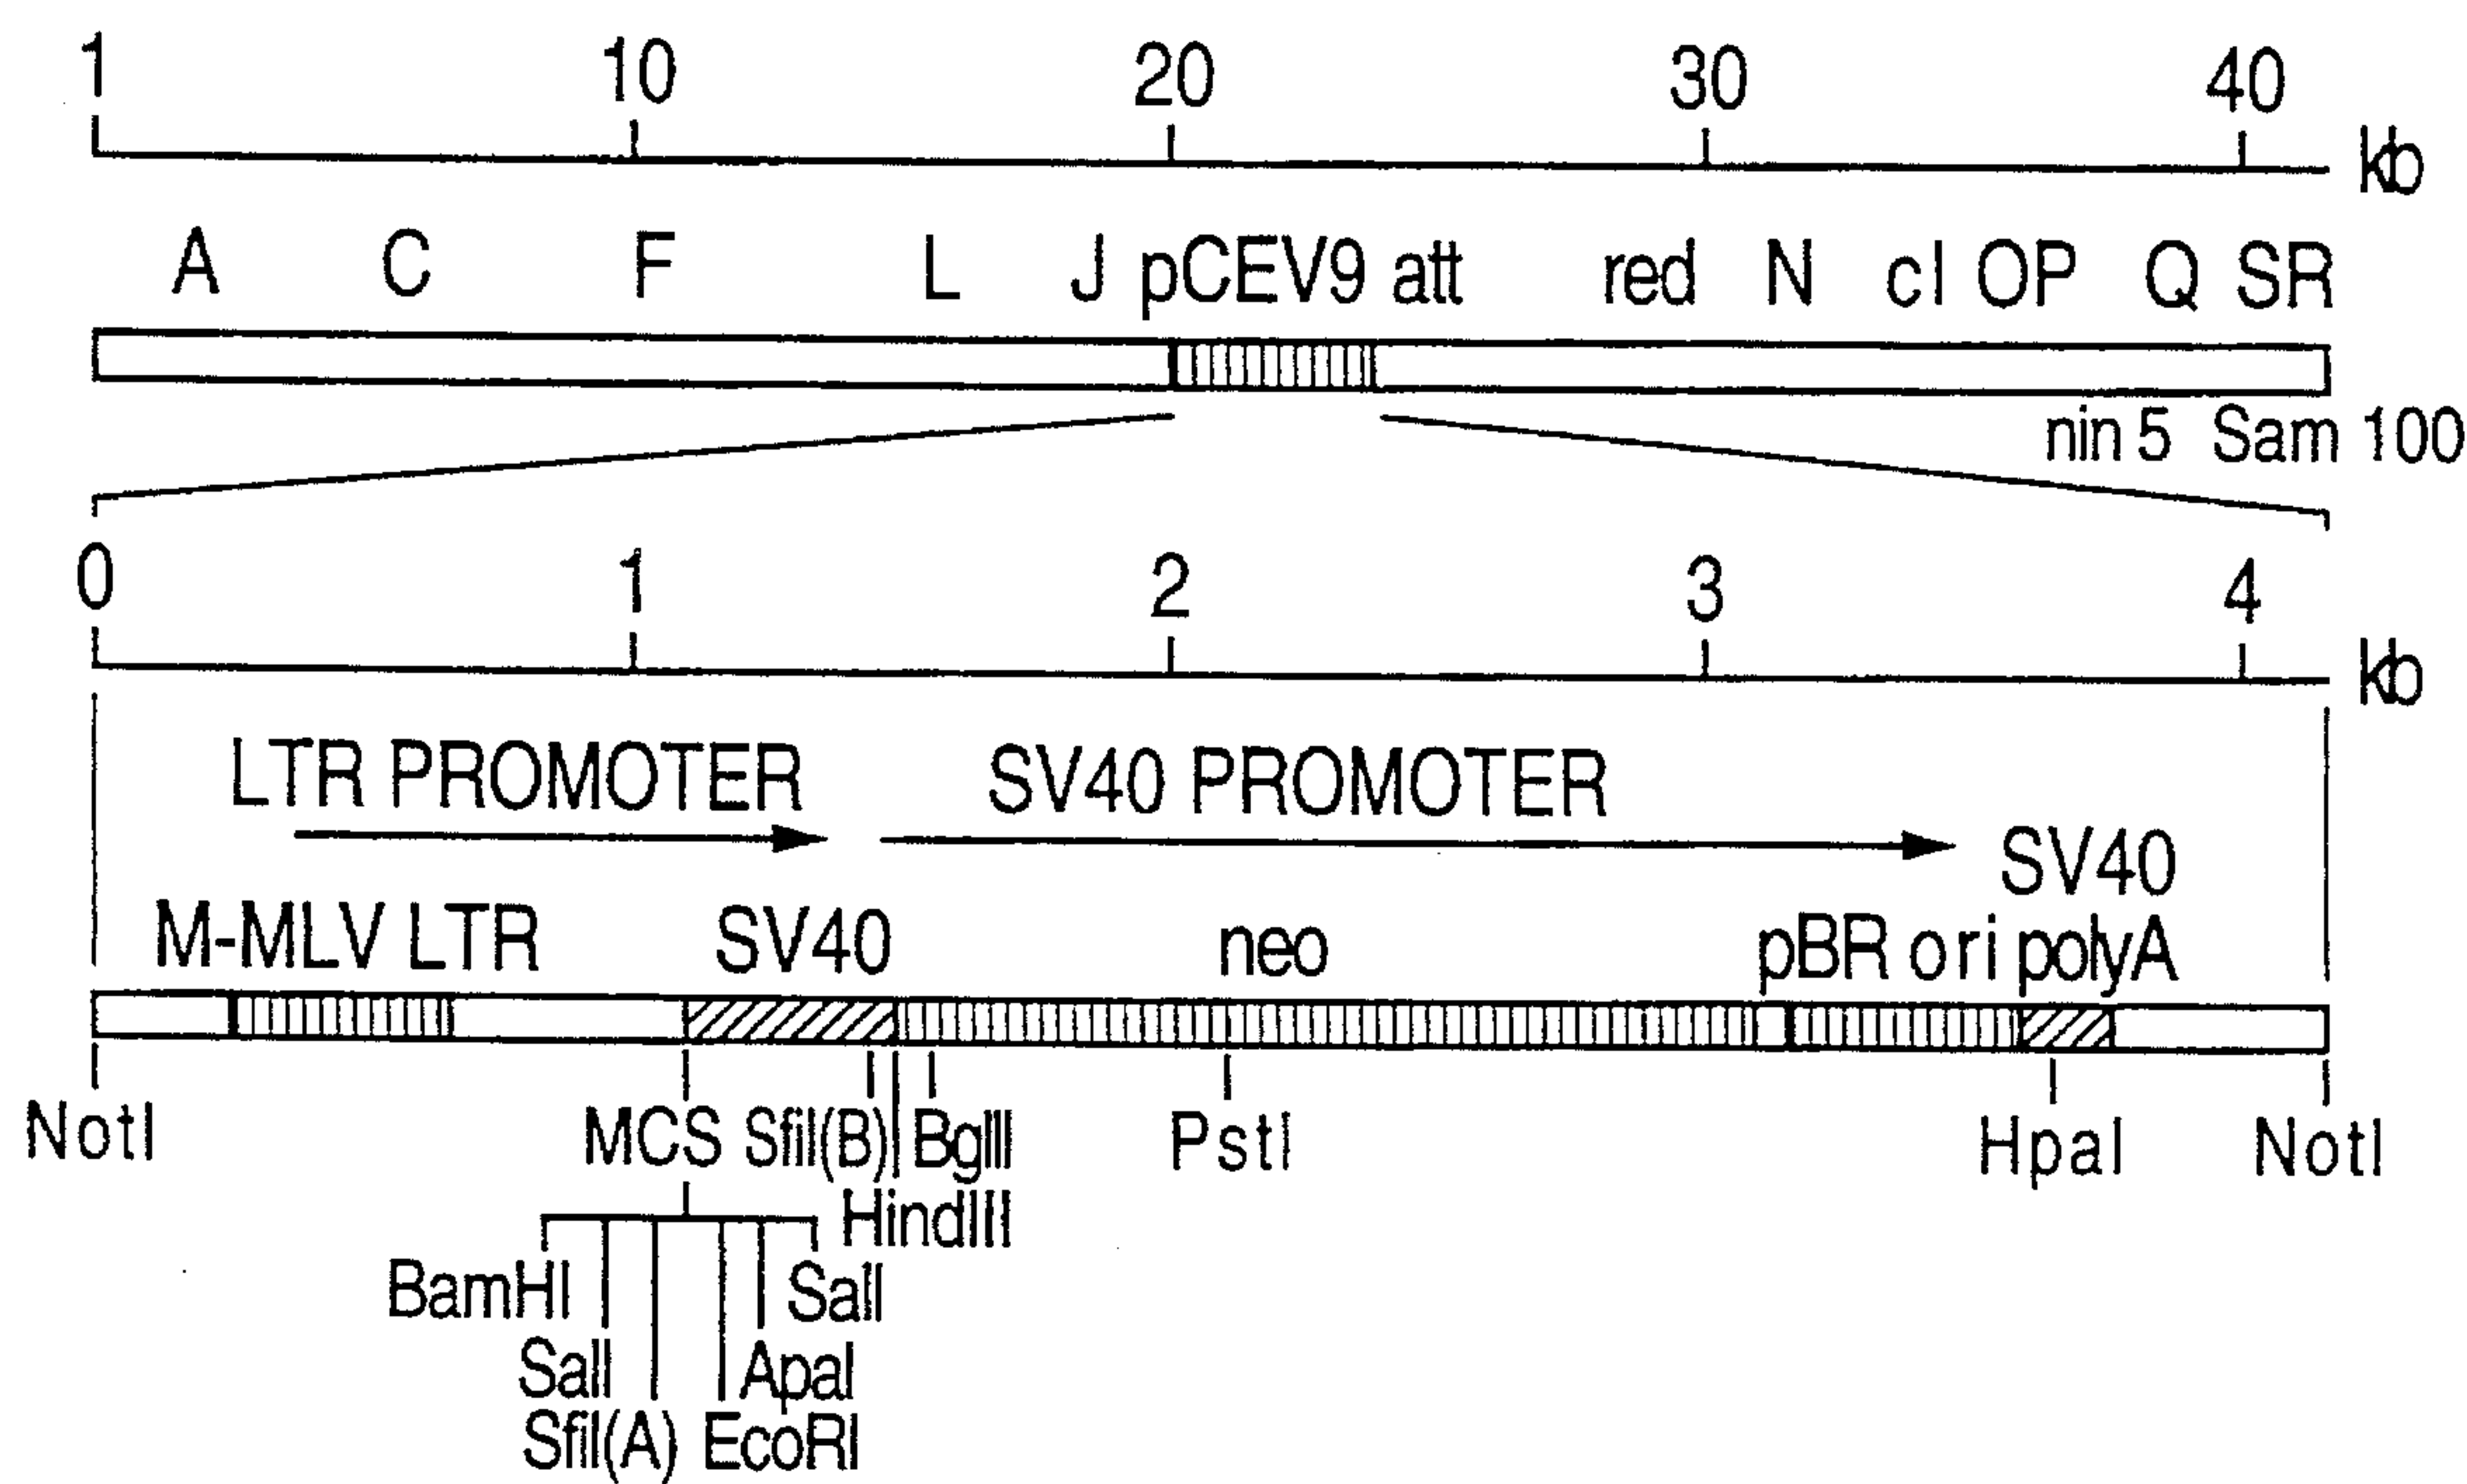 1 10 20 30 40
kb
A C F L J pCEV9 att red N cI OP Q SR
nin 5 Sam 100
0 1 2 3 4
kb
LTR PROMOTER SV40 PROMOTER
SV40
M-MLV LTR SV40 neo pBR ori polyA
NotI MCS SfiI(B) BglII PstI HpaI NotI
HindIII
BamHI SalI
SalI ApaI
SfiI(A) EcoRI